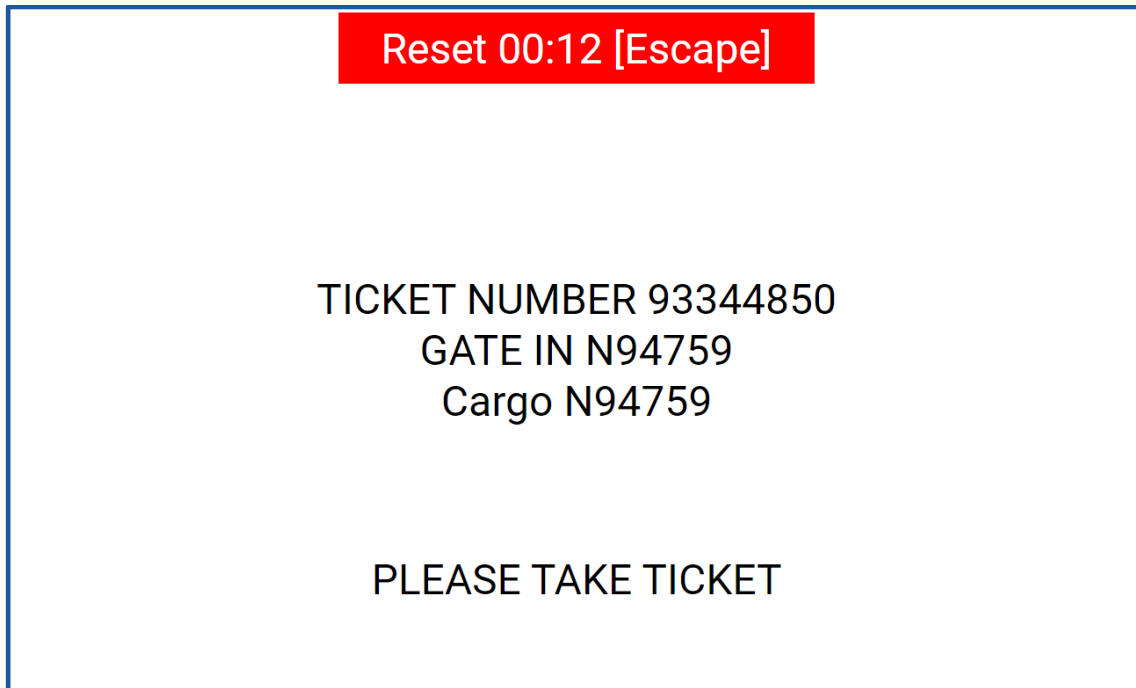 Reset 00:12 [Escape]
TICKET NUMBER 93344850
GATE IN N94759
Cargo N94759
PLEASE TAKE TICKET